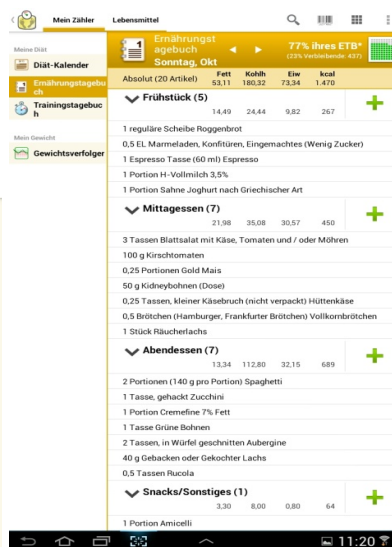 Mein Zähler Lebensmittel
Meine Diät
Diät-Kalender
Ernährungstagebu
ch
Trainingstagebuc
h
Mein Gewicht
Gewichtsverfolger
1
Ernährungst
agebuch
Sonntag, Okt
77% ihres ETB*
(23% Verbleibende: 437)
Absolut (20 Artikel) Fett Kohlh Eiw kcal
53,11 180,32 73,34 1.470
Frühstück (5)
14,49 24,44 9,82 267
1 reguläre Scheibe Roggenbrot
0,5 EL Marmeladen, Konfitüren, Eingemachtes (Wenig Zucker)
1 Espresso Tasse (60 ml) Espresso
1 Portion H-Vollmilch 3,5%
1 Portion Sahne Joghurt nach Griechischer Art
Mittagessen (7)
21,98 35,08 30,57 450
3 Tassen Blattsalat mit Käse, Tomaten und / oder Möhren
100 g Kirschtomaten
0,25 Portionen Gold Mais
50 g Kidneybohnen (Dose)
0,25 Tassen, kleiner Käsebruch (nicht verpackt) Hüttenkäse
0,5 Brötchen (Hamburger, Frankfurter Brötchen) Vollkornbrötchen
1 Stück Räucherlachs
Abendessen (7)
13,34 112,80 32,15 689
2 Portionen (140 g pro Portion) Spaghetti
1 Tasse, gehackt Zucchini
1 Portion Cremefine 7% Fett
1 Tasse Grüne Bohnen
2 Tassen, in Würfel geschnitten Aubergine
40 g Gebacken oder Gekochter Lachs
0,5 Tassen Rucola
Snacks/Sonstiges (1)
3,30 8,00 0,80 64
1 Portion Amicelli
11:20